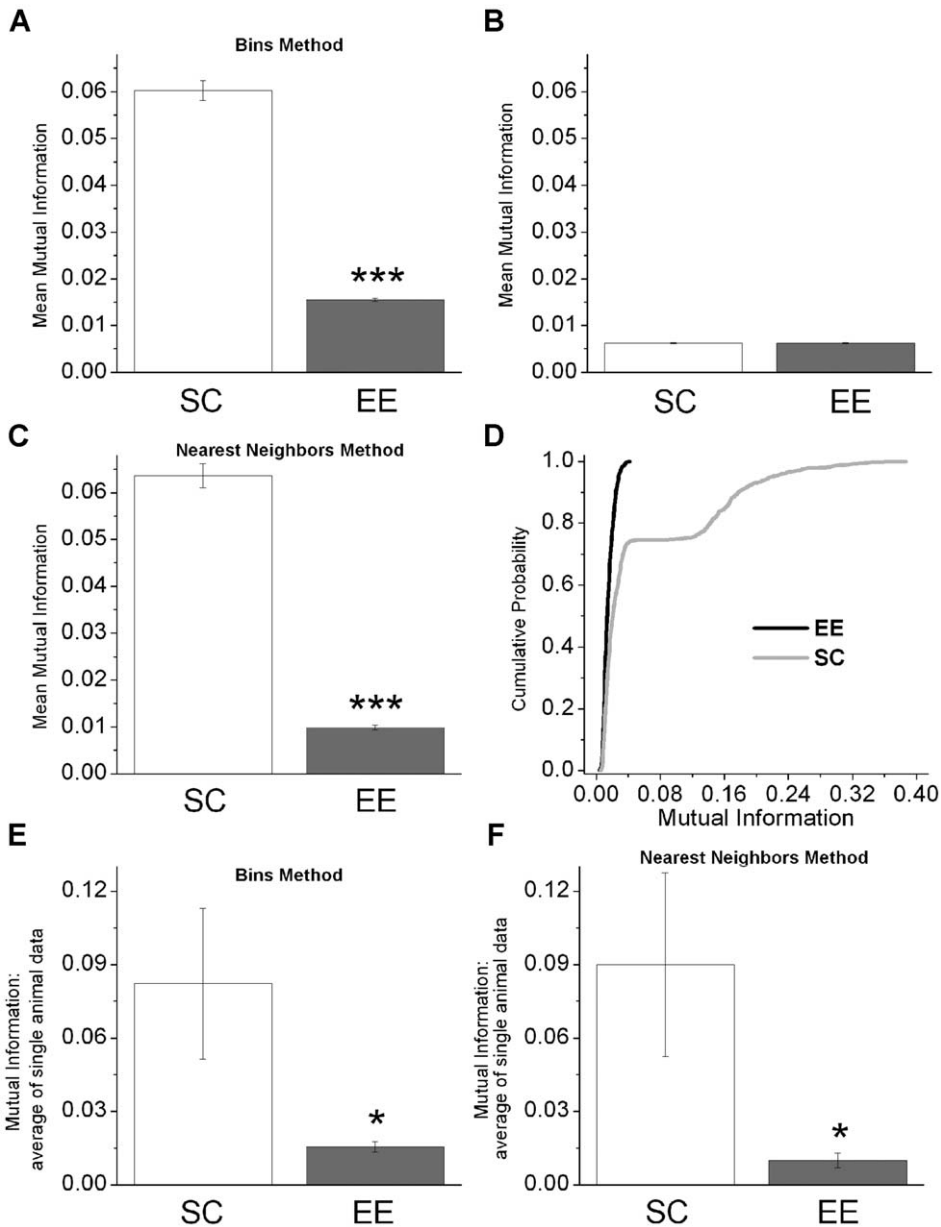 A
Bins Method
Mean Mutual Information
0.06
0.05
0.04
0.03
0.02
0.01
0.00
***
SC EE
B
Mean Mutual Information
0.06
0.05
0.04
0.03
0.02
0.01
0.00
SC EE
C
Nearest Neighbors Method
Mean Mutual Information
0.06
0.05
0.04
0.03
0.02
0.01
0.00
***
SC EE
D
Cumulative Probability
1.0
0.8
0.6
0.4
0.2
0.0
EE
SC
0.00 0.08 0.16 0.24 0.32 0.40
Mutual Information
E
Bins Method
Mutual Information:
average of single animal data
0.12
0.09
0.06
0.03
0.00
*
SC EE
F
Nearest Neighbors Method
Mutual Information:
average of single animal data
0.12
0.09
0.06
0.03
0.00
*
SC EE